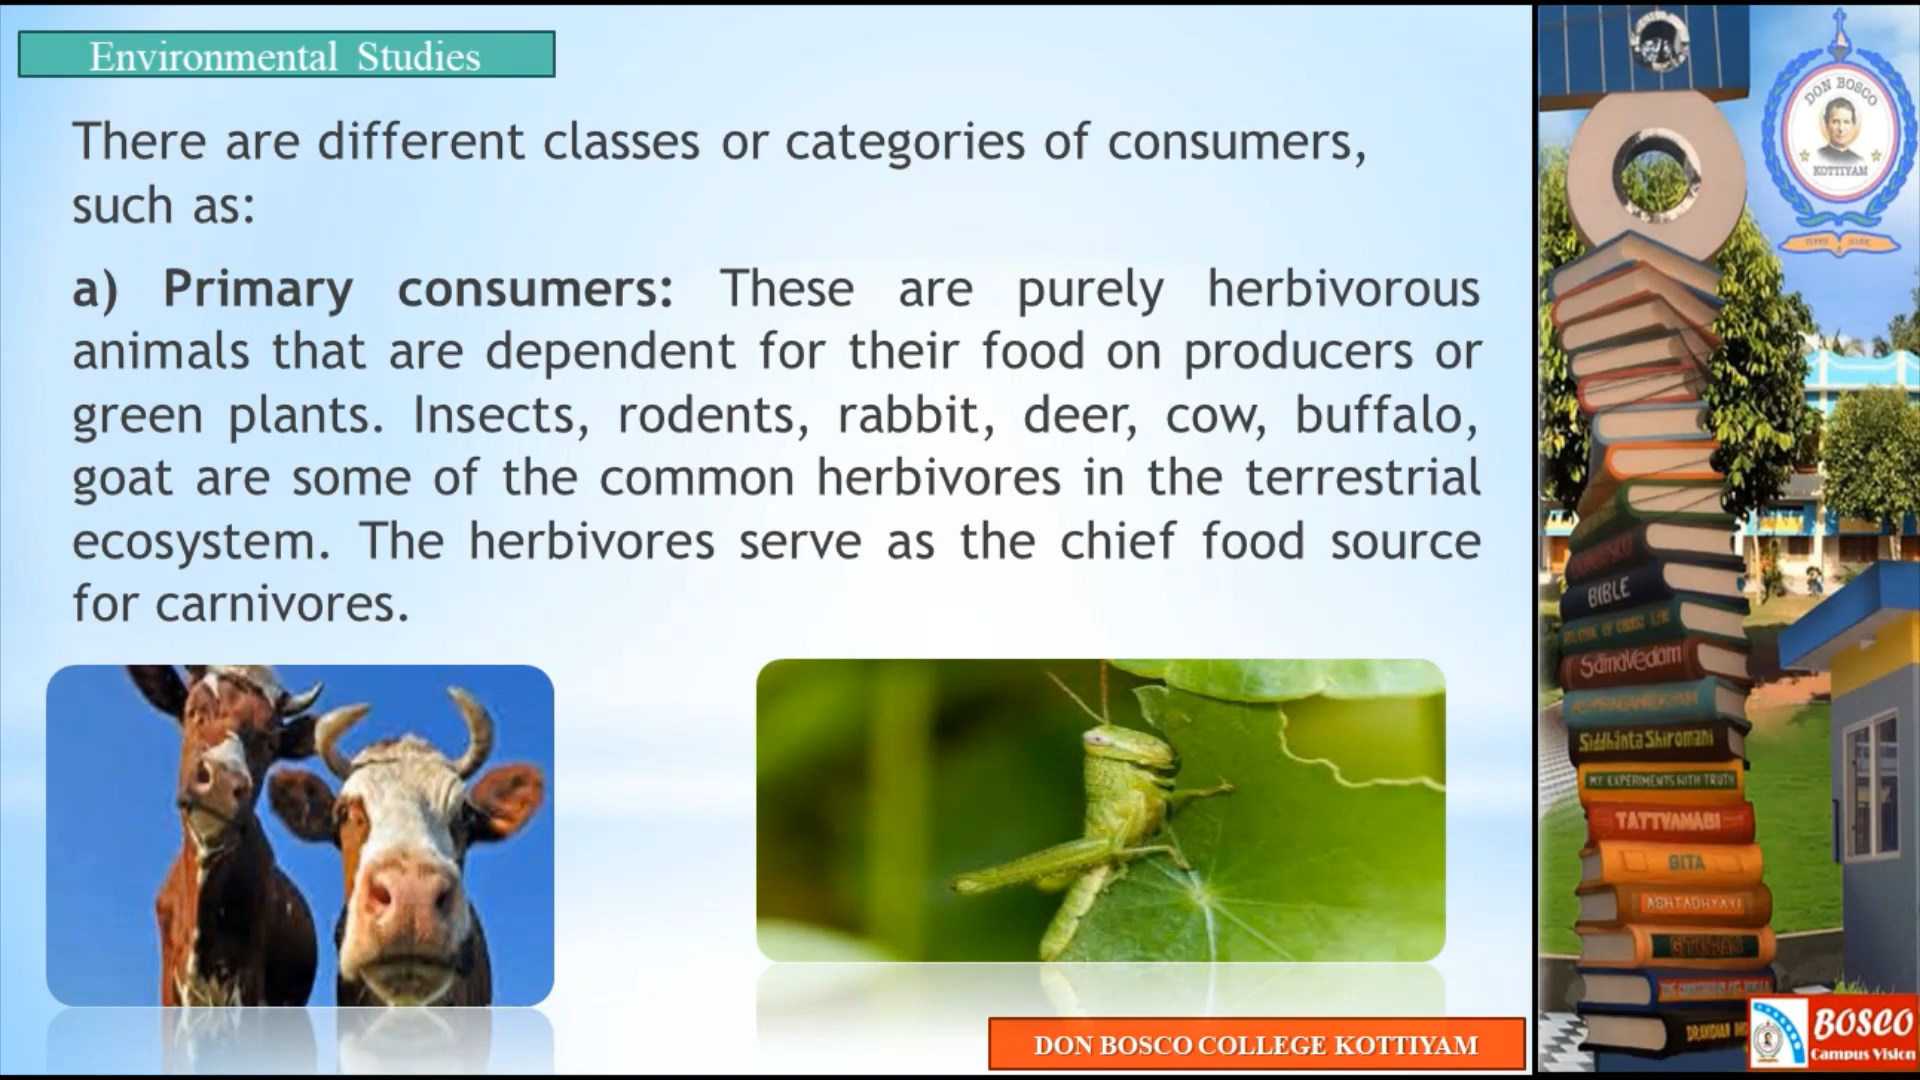 Environmental Studies
There are different classes or categories of consumers,
such as:
a) Primary consumers: These are purely herbivorous
animals that are dependent for their food on producers or
green plants. Insects, rodents, rabbit, deer, cow, buffalo,
goat are some of the common herbivores in the terrestrial
ecosystem. The herbivores serve as the chief food source
for carnivores.
DON BOSCO COLLEGE KOTTIYAM
DON BOSCO
KOTTIYAM
BIBLE
SamaVedam
Siddhanta Shiromani
MY EXPERIMENTS WITH TRUTH
TATTVAMASI
GITA
ASHTADHYAYI
GITANJALI
BOSCO
Campus Vision